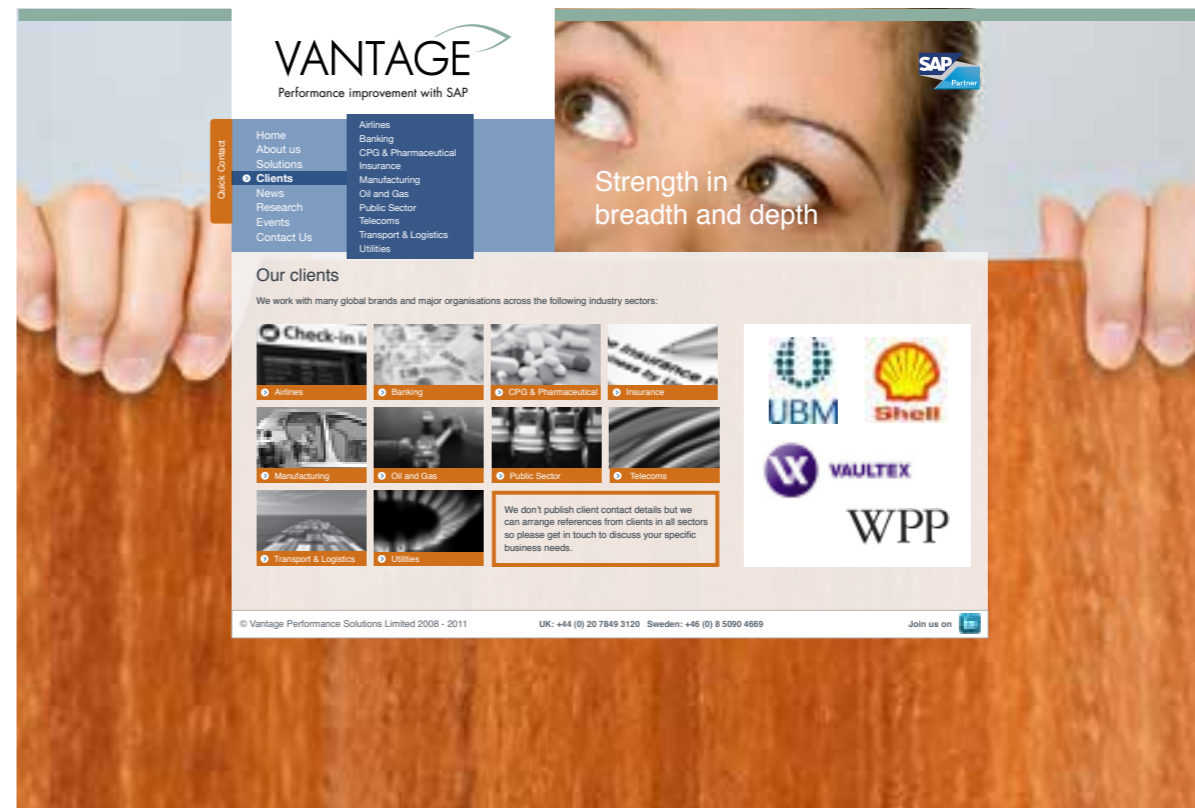 VANTAGE
Performance improvement with SAP
SAP
Partner
Quick Contact
Home
About us
Solutions
Clients
News
Research
Events
Contact Us
Airlines
Banking
CPG & Pharmaceutical
Insurance
Manufacturing
Oil and Gas
Public Sector
Telecoms
Transport & Logistics
Utilities
Strength in
breadth and depth
Our clients
We work with many global brands and major organisations across the following industry sectors:
Check-in
insurance
Airlines
Banking
CPG & Pharmaceutical
Insurance
Manufacturing
Oil and Gas
Public Sector
Telecoms
Transport & Logistics
Utilities
We don't publish client contact details but we
can arrange references from clients in all sectors
so please get in touch to discuss your specific
business needs.
UBM
Shell
VAULTEX
WPP
© Vantage Performance Solutions Limited 2008 - 2011
UK: +44 (0) 20 7849 3120 Sweden: +46 (0) 8 5090 4669
Join us on